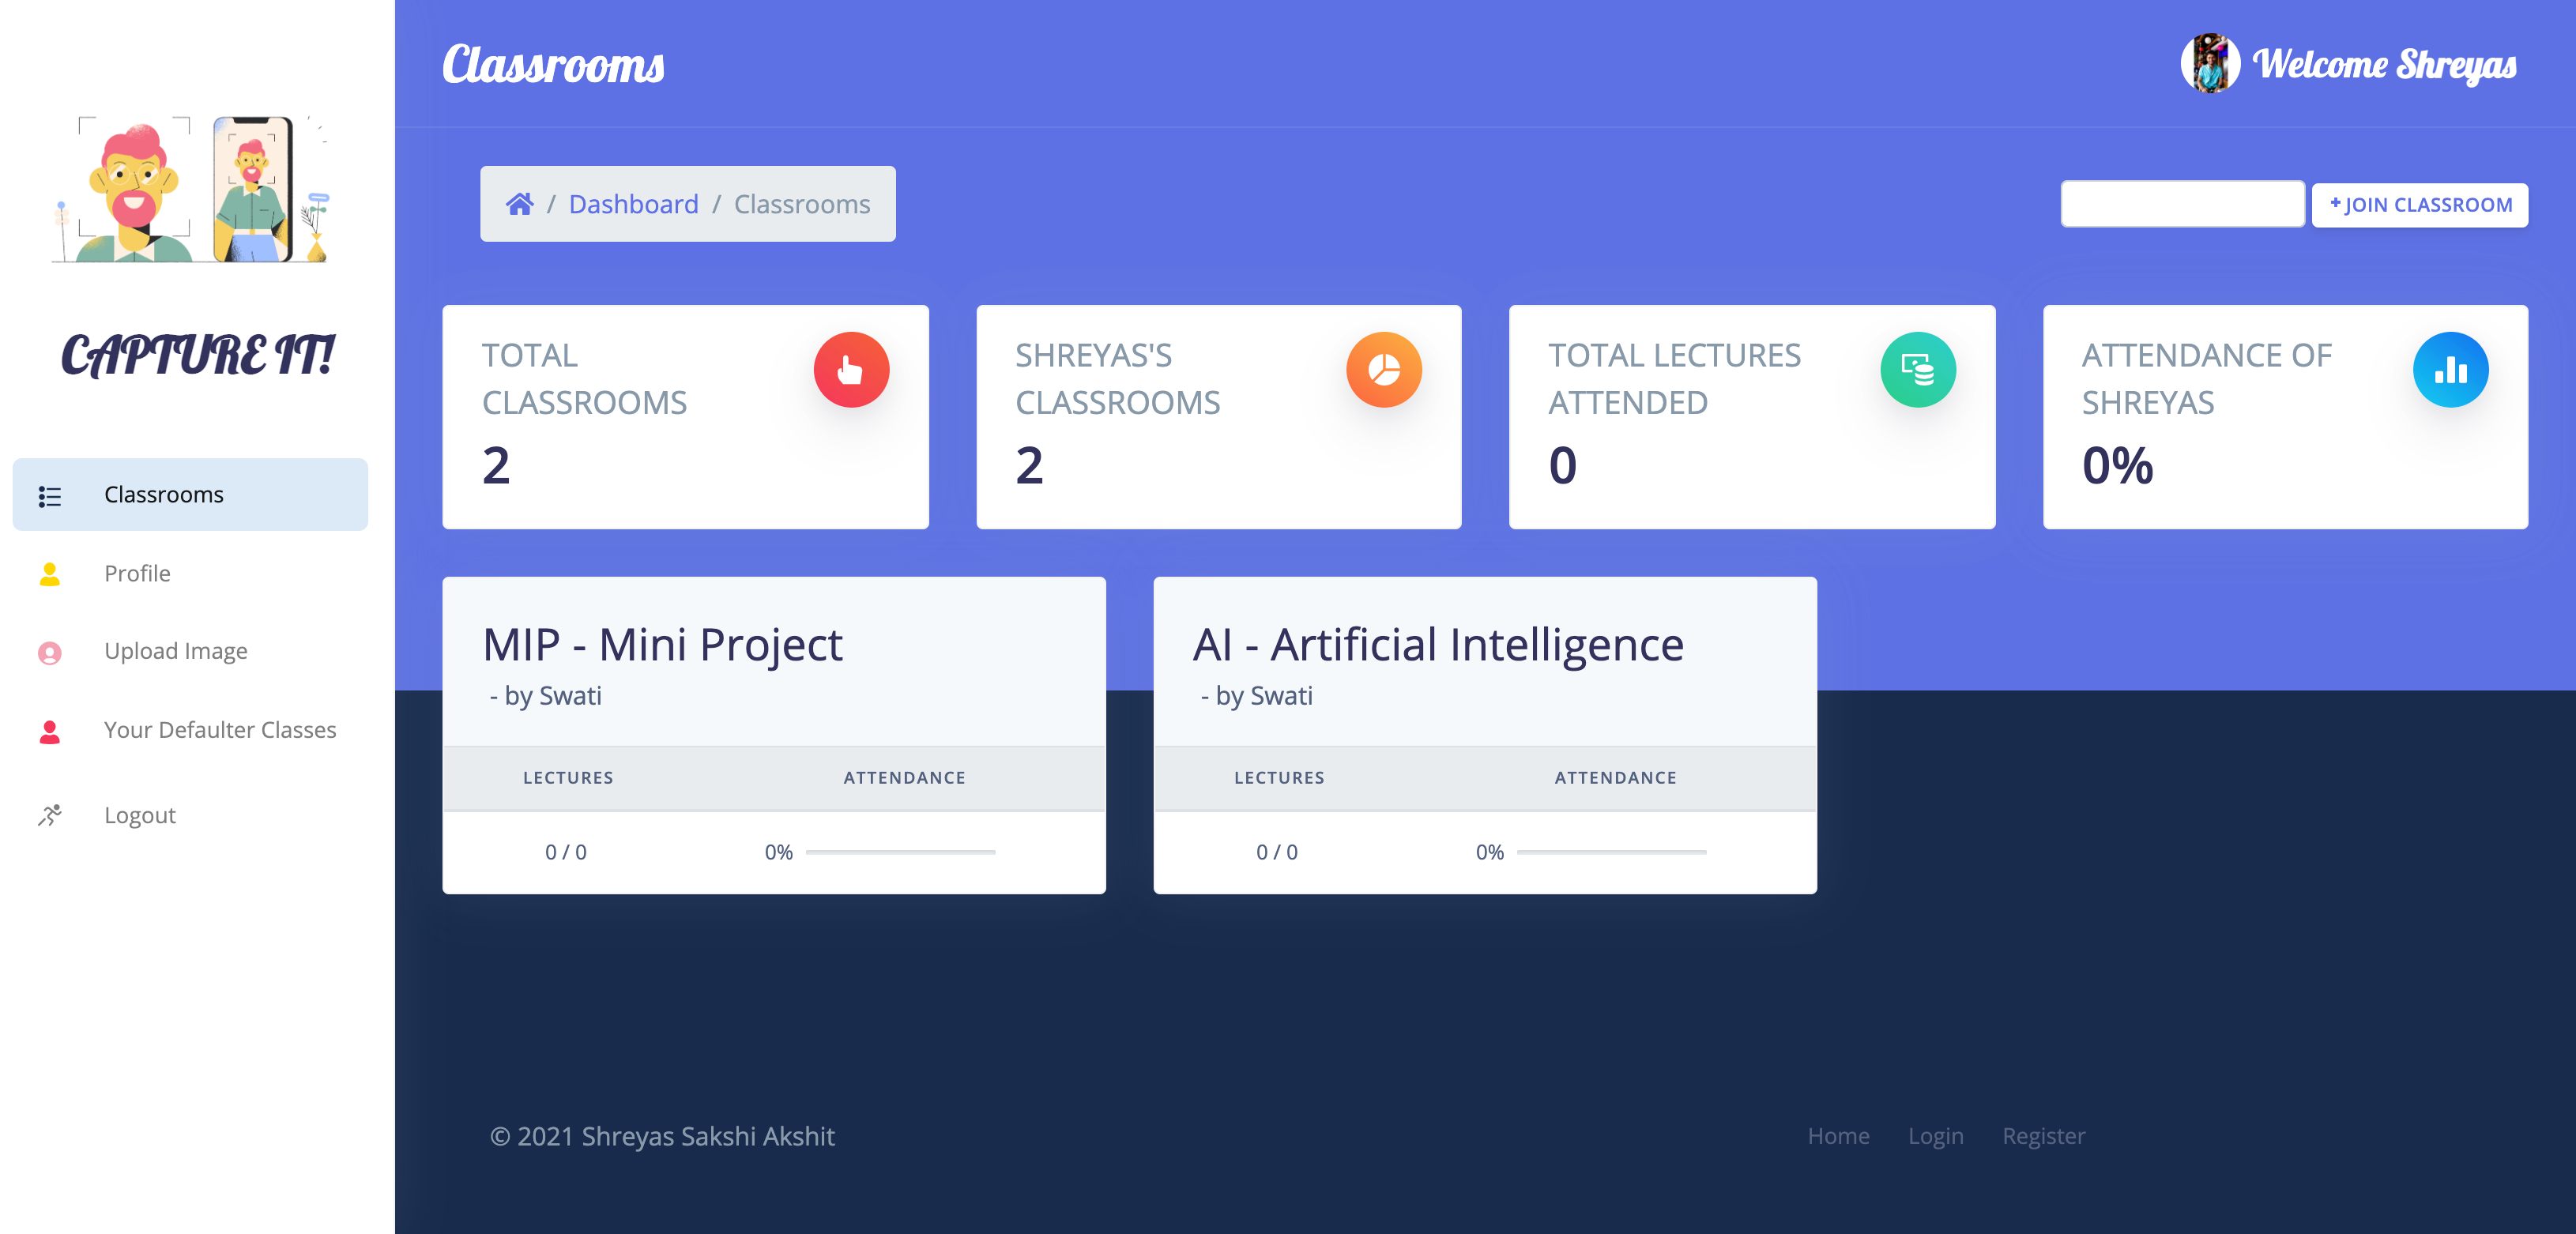 CAPTURE IT!
Classrooms
Profile
Upload Image
Your Defaulter Classes
Logout
Classrooms
Welcome Shreyas
/ Dashboard / Classrooms
+ JOIN CLASSROOM
TOTAL
CLASSROOMS
2
SHREYAS'S
CLASSROOMS
2
TOTAL LECTURES
ATTENDED
0
ATTENDANCE OF
SHREYAS
0%
MIP - Mini Project
- by Swati
LECTURES ATTENDANCE
0 / 0 0%
AI - Artificial Intelligence
- by Swati
LECTURES ATTENDANCE
0 / 0 0%
© 2021 Shreyas Sakshi Akshit
Home Login Register